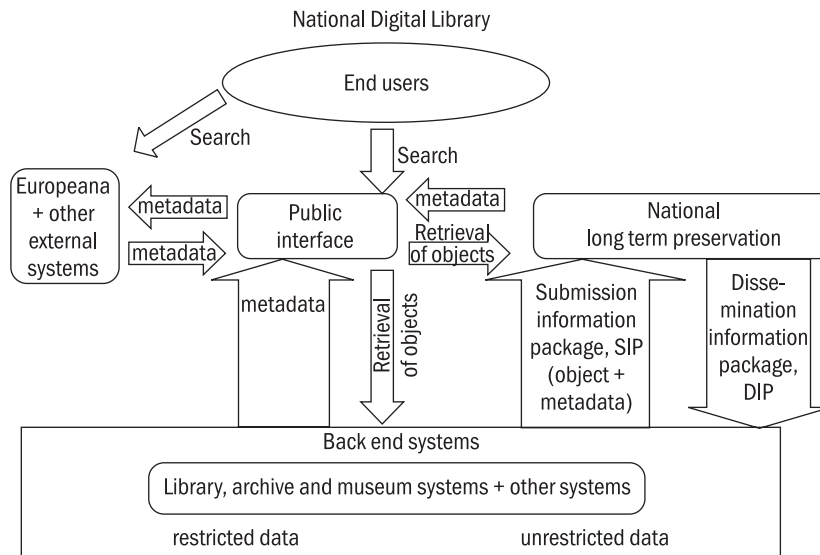 National Digital Library
End users
Search
Search
Europeana
+ other
external
systems
metadata
metadata
Public
interface
metadata
Retrieval
of objects
National
long term preservation
metadata
Retrieval
of objects
Submission
information
package, SIP
(object +
metadata)
Disse-
mination
information
package,
DIP
Back end systems
Library, archive and museum systems + other systems
restricted data
unrestricted data